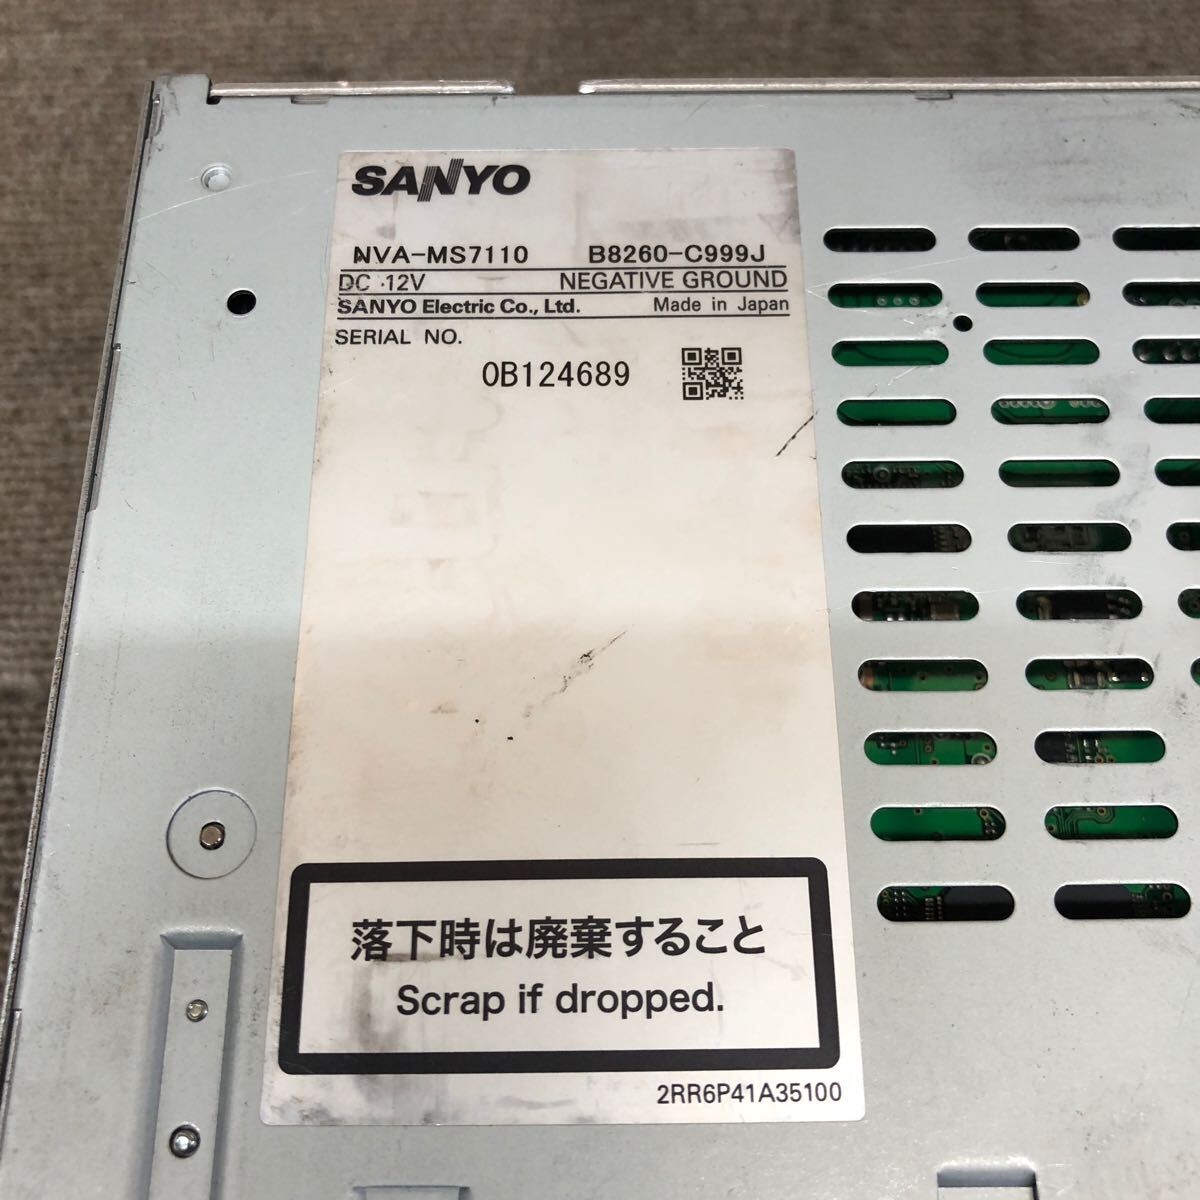 SANYO
NVA-MS7110 B8260-C999J
DC 12V NEGATIVE GROUND
SANYO Electric Co., Ltd. Made in Japan
SERIAL NO.
0B124689
落下時は廃棄すること
Scrap if dropped.
2RR6P41A35100